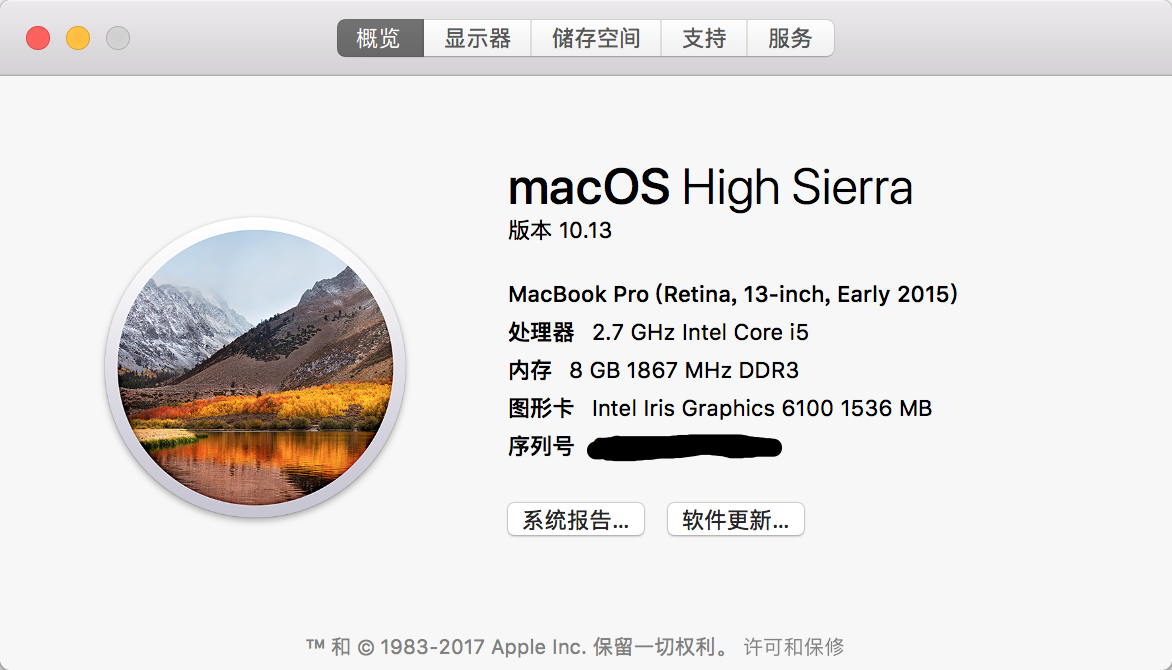 概览 显示器 储存空间 支持 服务
macOS High Sierra
版本 10.13
MacBook Pro (Retina, 13-inch, Early 2015)
处理器 2.7 GHz Intel Core i5
内存 8 GB 1867 MHz DDR3
图形卡 Intel Iris Graphics 6100 1536 MB
序列号
系统报告... 软件更新...
™ 和 © 1983-2017 Apple Inc. 保留一切权利。 许可和保修